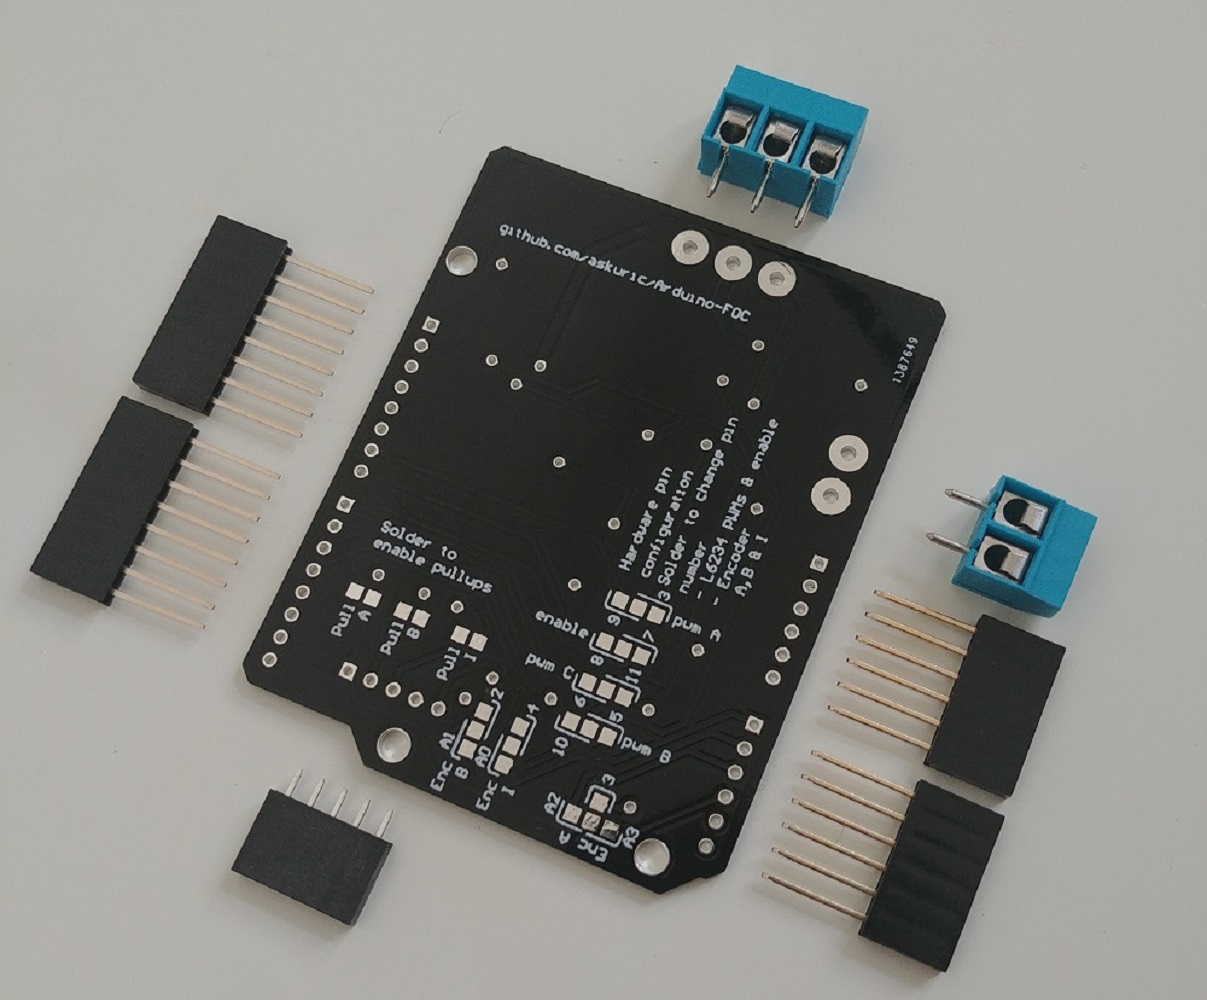 github.com/askuric/Arduino-FOC
1387649
Hardware pin
configuration
Solder to change pin
number
- L6234 PWMs & enable
- Encoder
A,B & I
Solder to
enable pullups
Pull A
Pull B
Pull I
9 3 pwm A
enable 8 7
pwm C 6 11
10 5 pwm B
Enc B A1 2
Enc I A0 4
A2 3 A3
Enc A